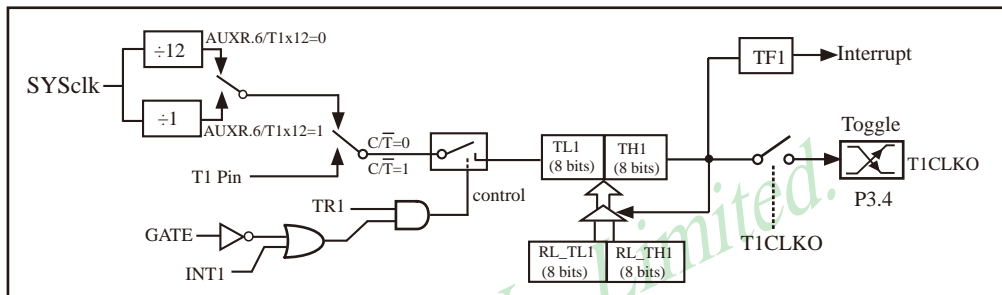 SYSclk
÷12
AUXR.6/T1x12=0
÷1
AUXR.6/T1x12=1
T1 Pin
C/T̅=0
C/T̅=1
control
TR1
GATE
INT1
TL1
(8 bits)
TH1
(8 bits)
RL_TL1
(8 bits)
RL_TH1
(8 bits)
TF1
Interrupt
T1CLKO
Toggle
T1CLKO
P3.4
Limited.